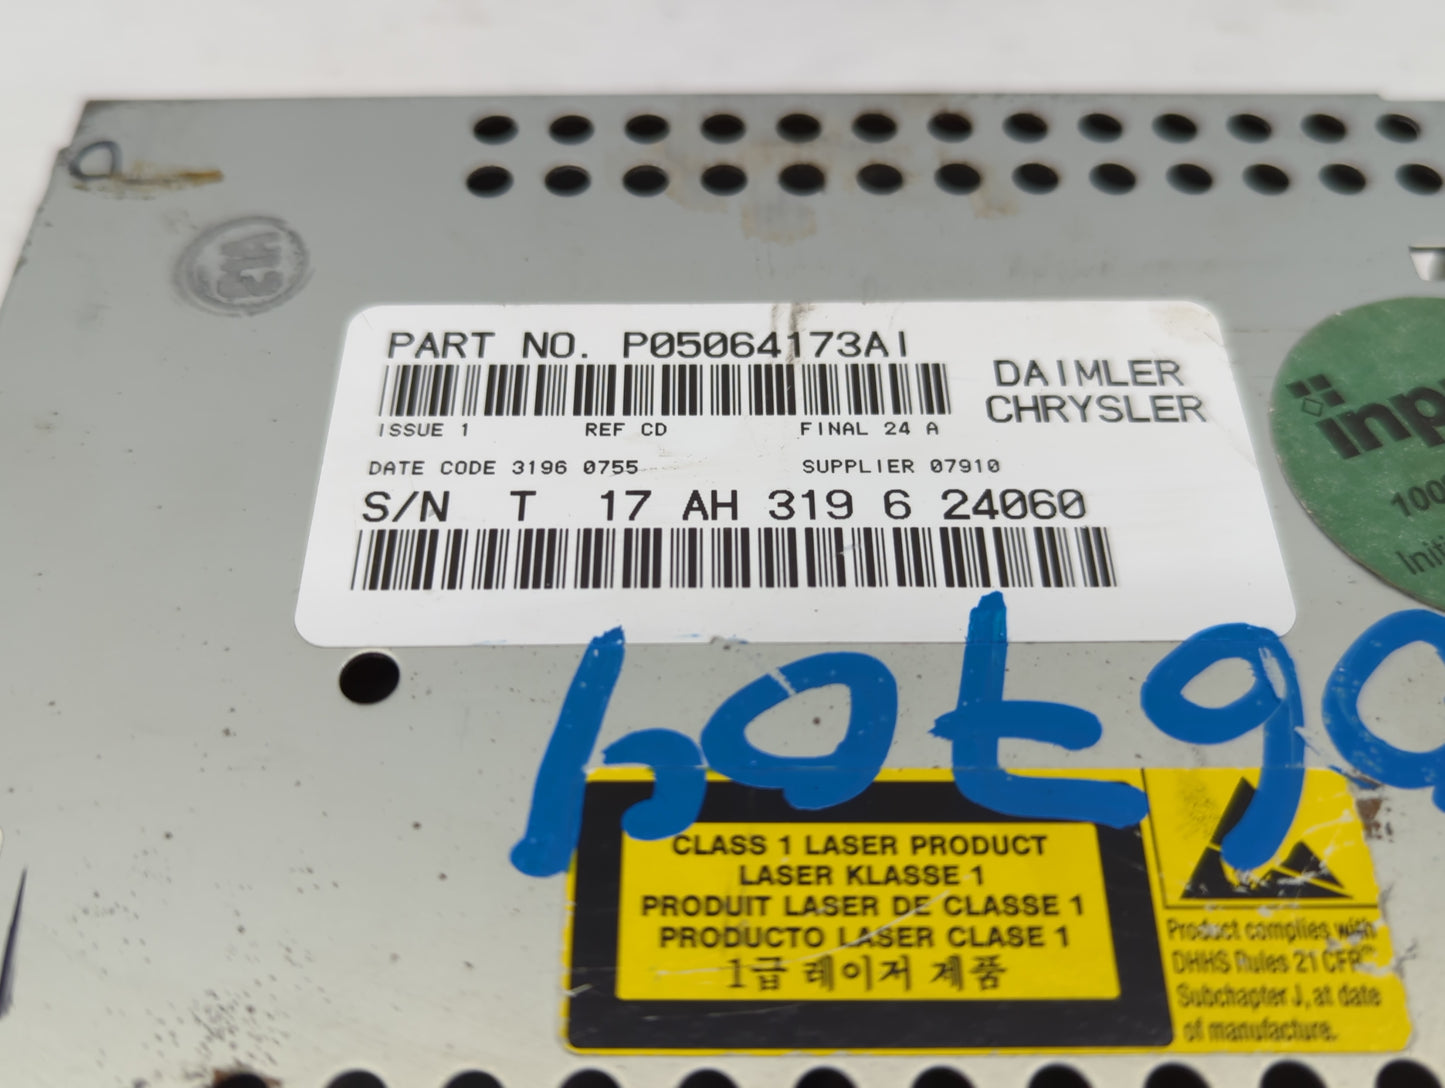 PART NO. P05064173AI
DAIMLER
CHRYSLER
ISSUE 1 REF CD FINAL 24 A
DATE CODE 3196 0755 SUPPLIER 07910
S/N T 17 AH 319 6 24060
CLASS 1 LASER PRODUCT
LASER KLASSE 1
PRODUIT LASER DE CLASSE 1
PRODUCTO LASER CLASE 1
1급 레이저 제품
Product complies with
DHHS Rules 21 CFR
Subchapter J, at date
of manufacture.